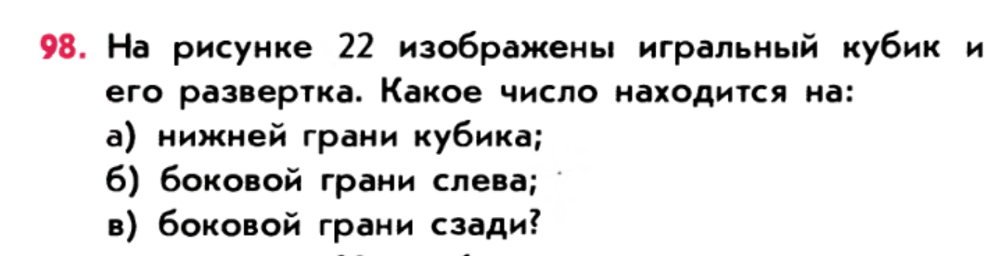 98. На рисунке 22 изображены игральный кубик и
его развертка. Какое число находится на:
а) нижней грани кубика;
б) боковой грани слева;
в) боковой грани сзади?